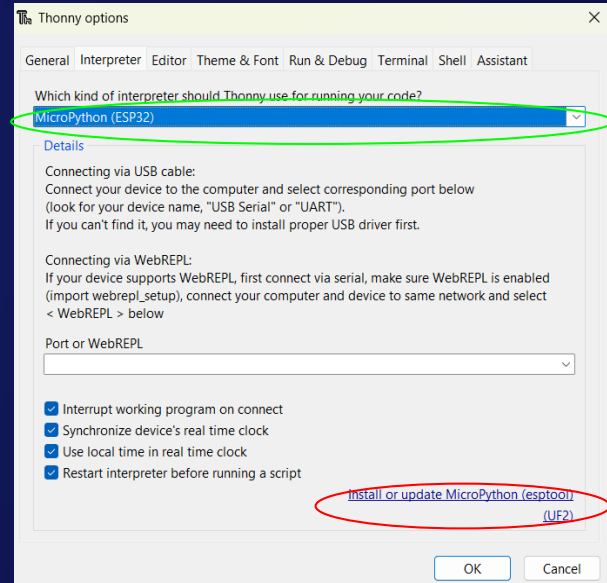 Thonny options
General Interpreter Editor Theme & Font Run & Debug Terminal Shell Assistant
Which kind of interpreter should Thonny use for running your code?
MicroPython (ESP32)
Details
Connecting via USB cable:
Connect your device to the computer and select corresponding port below
(look for your device name, "USB Serial" or "UART").
If you can't find it, you may need to install proper USB driver first.
Connecting via WebREPL:
If your device supports WebREPL, first connect via serial, make sure WebREPL is enabled
(import webrepl_setup), connect your computer and device to same network and select
< WebREPL > below
Port or WebREPL
Interrupt working program on connect
Synchronize device's real time clock
Use local time in real time clock
Restart interpreter before running a script
Install or update MicroPython (esptool)
(UF2)
OK Cancel